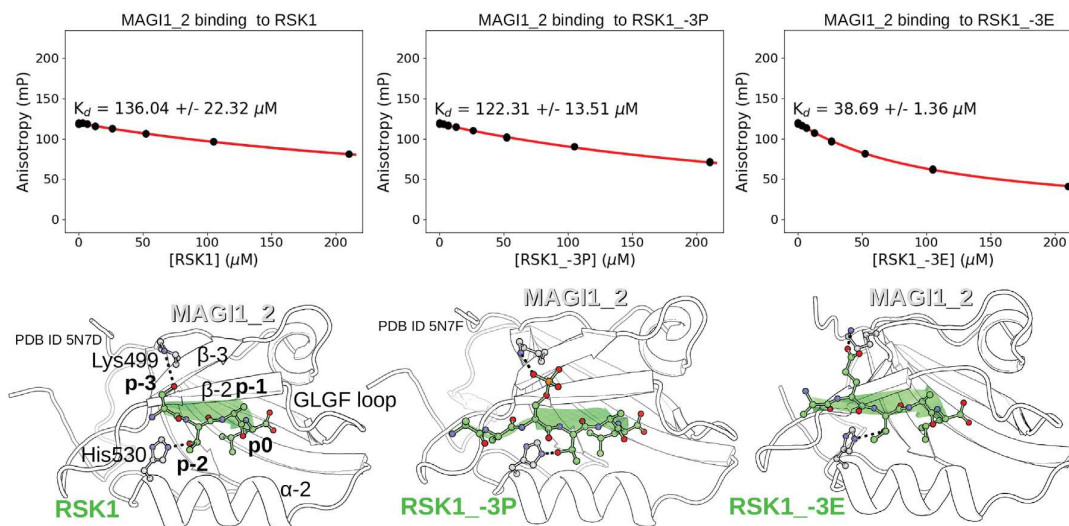 MAGI1_2 binding to RSK1
200
150
100
50
0
Anisotropy (mP)
K_d = 136.04 +/- 22.32 μM
0 50 100 150 200
[RSK1] (μM)
MAGI1_2 binding to RSK1_-3P
200
150
100
50
0
Anisotropy (mP)
K_d = 122.31 +/- 13.51 μM
0 50 100 150 200
[RSK1_-3P] (μM)
MAGI1_2 binding to RSK1_-3E
200
150
100
50
0
Anisotropy (mP)
K_d = 38.69 +/- 1.36 μM
0 50 100 150 200
[RSK1_-3E] (μM)
MAGI1_2
PDB ID 5N7D
Lys499
β-3
p-3
β-2
p-1
GLGF loop
His530
p-2
p0
α-2
RSK1
MAGI1_2
PDB ID 5N7F
RSK1_-3P
MAGI1_2
RSK1_-3E